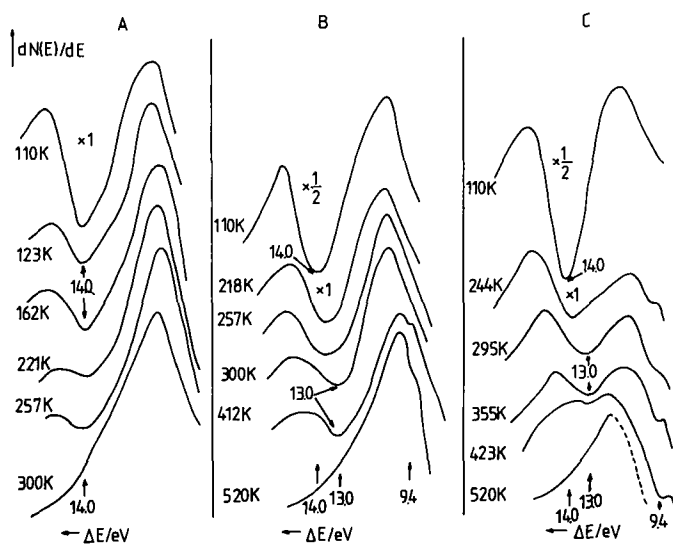 A
B
C
dN(E)/dE
110K
×1
123K
14.0
162K
221K
257K
300K
14.0
ΔE/eV
×1/2
110K
14.0
218K
×1
257K
300K
13.0
412K
520K
14.0
13.0
9.4
ΔE/eV
×1/2
110K
14.0
244K
×1
295K
13.0
355K
423K
520K
14.0
13.0
9.4
ΔE/eV